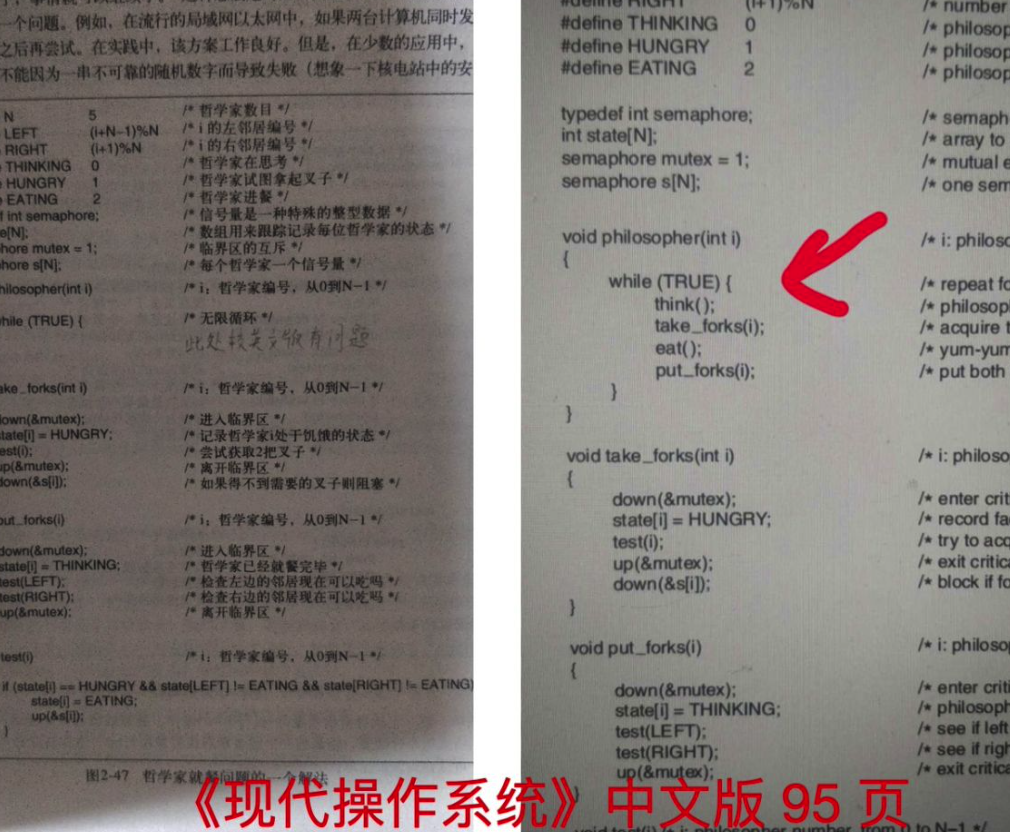 一个问题。例如，在流行的局域网以太网中，如果两台计算机同时发
之后再尝试。在实践中，该方案工作良好。但是，在少数的应用中，
不能因为一串不可靠的随机数字而导致失败（想象一下核电站中的安
N 5 /* 哲学家数目 */
LEFT (i+N−1)%N /* i 的左邻居编号 */
RIGHT (i+1)%N /* i 的右邻居编号 */
THINKING 0 /* 哲学家在思考 */
HUNGRY 1 /* 哲学家试图拿起叉子 */
EATING 2 /* 哲学家进餐 */
f int semaphore; /* 信号量是一种特殊的整型数据 */
e[N]; /* 数组用来跟踪记录每位哲学家的状态 */
hore mutex = 1; /* 临界区的互斥 */
hore s[N]; /* 每个哲学家一个信号量 */
hilosopher(int i) /* i：哲学家编号，从0到N−1 */
hile (TRUE) { /* 无限循环 */
此处较英文版有问题
ake_forks(int i) /* i：哲学家编号，从0到N−1 */
down(&mutex); /* 进入临界区 */
state[i] = HUNGRY; /* 记录哲学家i处于饥饿的状态 */
test(i); /* 尝试获取2把叉子 */
up(&mutex); /* 离开临界区 */
down(&s[i]); /* 如果得不到需要的叉子则阻塞 */
out_forks(i) /* i：哲学家编号，从0到N−1 */
down(&mutex); /* 进入临界区 */
state[i] = THINKING; /* 哲学家已经就餐完毕 */
test(LEFT); /* 检查左边的邻居现在可以吃吗 */
test(RIGHT); /* 检查右边的邻居现在可以吃吗 */
up(&mutex); /* 离开临界区 */
test(i) /* i：哲学家编号，从0到N−1 */
if (state[i] == HUNGRY && state[LEFT] != EATING && state[RIGHT] != EATING)
state[i] = EATING;
up(&s[i]);
}
图2-47 哲学家就餐问题的一个解法
#define RIGHT (i+1)%N /* number
#define THINKING 0 /* philosop
#define HUNGRY 1 /* philosop
#define EATING 2 /* philosop
typedef int semaphore; /* semaph
int state[N]; /* array to
semaphore mutex = 1; /* mutual e
semaphore s[N]; /* one sem
void philosopher(int i) /* i: philoso
{
while (TRUE) { /* repeat fo
think(); /* philosoph
take_forks(i); /* acquire t
eat(); /* yum-yum
put_forks(i); /* put both
}
}
void take_forks(int i) /* i: philoso
{
down(&mutex); /* enter crit
state[i] = HUNGRY; /* record fa
test(i); /* try to acq
up(&mutex); /* exit critica
down(&s[i]); /* block if fo
}
void put_forks(i) /* i: philosop
{
down(&mutex); /* enter criti
state[i] = THINKING; /* philosoph
test(LEFT); /* see if left
test(RIGHT); /* see if righ
up(&mutex); /* exit critica
}
《现代操作系统》中文版 95 页